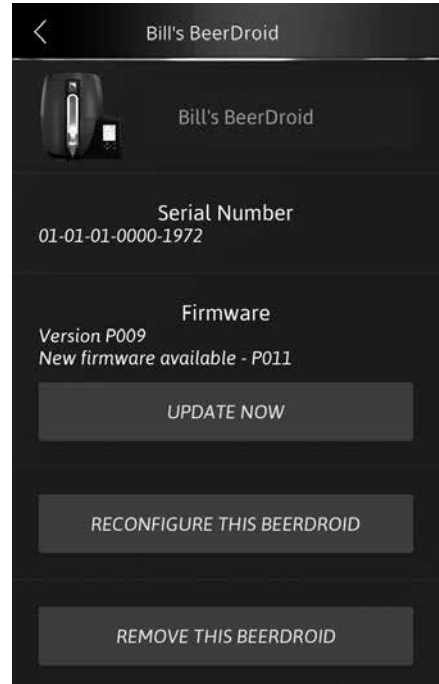 Bill's BeerDroid
Bill's BeerDroid
Serial Number
01-01-01-0000-1972
Firmware
Version P009
New firmware available - P011
UPDATE NOW
RECONFIGURE THIS BEERDROID
REMOVE THIS BEERDROID